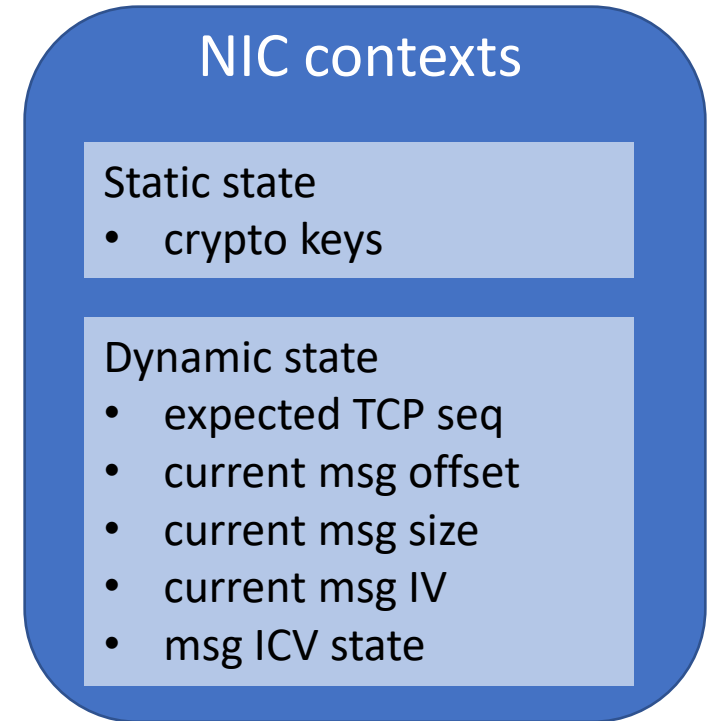 NIC contexts
Static state
• crypto keys
Dynamic state
• expected TCP seq
• current msg offset
• current msg size
• current msg IV
• msg ICV state